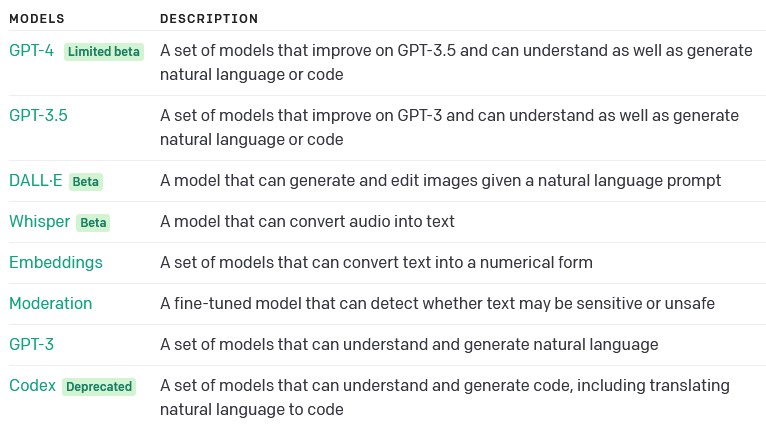 MODELS DESCRIPTION
GPT-4 Limited beta A set of models that improve on GPT-3.5 and can understand as well as generate
natural language or code
GPT-3.5 A set of models that improve on GPT-3 and can understand as well as generate
natural language or code
DALL·E Beta A model that can generate and edit images given a natural language prompt
Whisper Beta A model that can convert audio into text
Embeddings A set of models that can convert text into a numerical form
Moderation A fine-tuned model that can detect whether text may be sensitive or unsafe
GPT-3 A set of models that can understand and generate natural language
Codex Deprecated A set of models that can understand and generate code, including translating
natural language to code